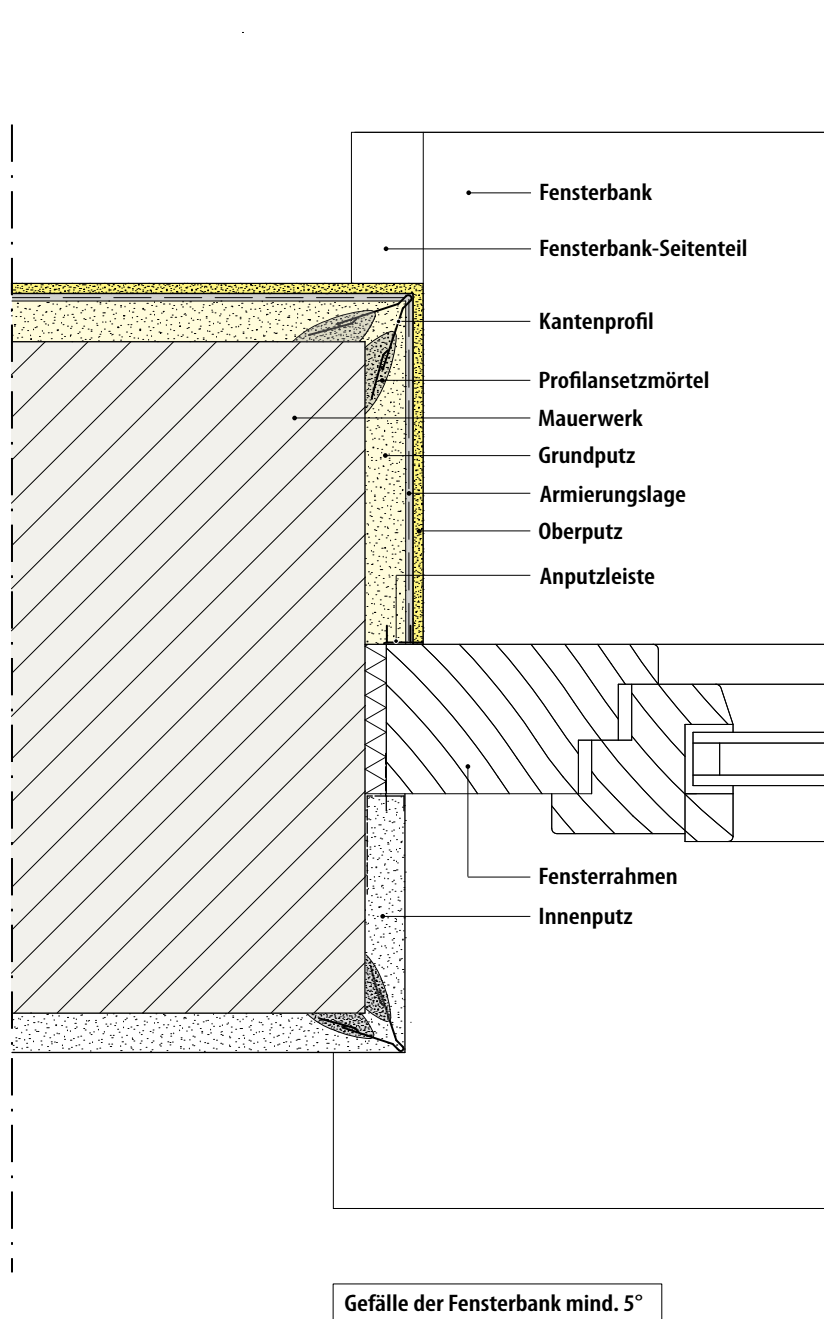 Fensterbank
Fensterbank-Seitenteil
Kantenprofil
Profilansetzmörtel
Mauerwerk
Grundputz
Armierungslage
Oberputz
Anputzleiste
Fensterrahmen
Innenputz
Gefälle der Fensterbank mind. 5°